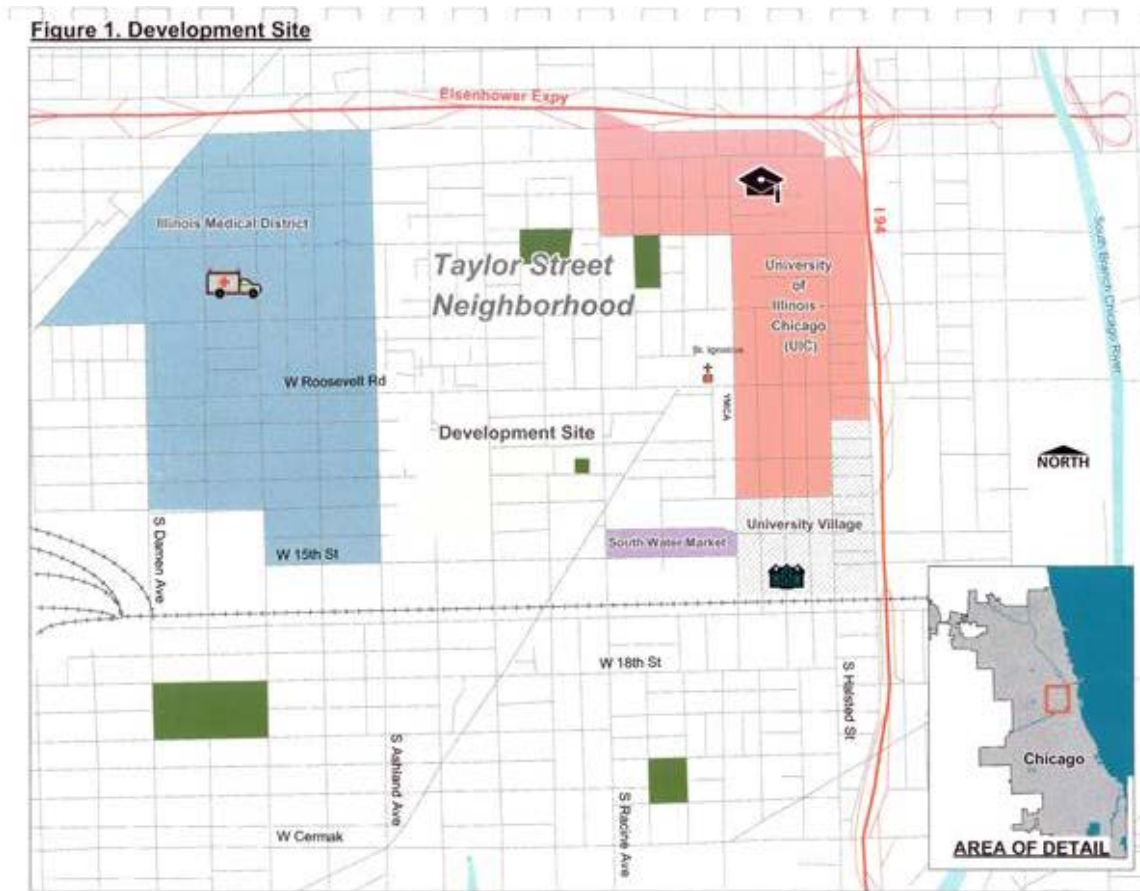 Figure 1. Development Site
Eisenhower Expy
Illinois Medical District
Taylor Street
Neighborhood
I 94
South Branch Chicago River
University
of
Illinois -
Chicago
(UIC)
St. Ignatius
W Roosevelt Rd
YMCA
Development Site
NORTH
University Village
South Water Market
S Damen Ave
W 15th St
W 18th St
S Halsted St
S Ashland Ave
S Racine Ave
W Cermak
Chicago
AREA OF DETAIL